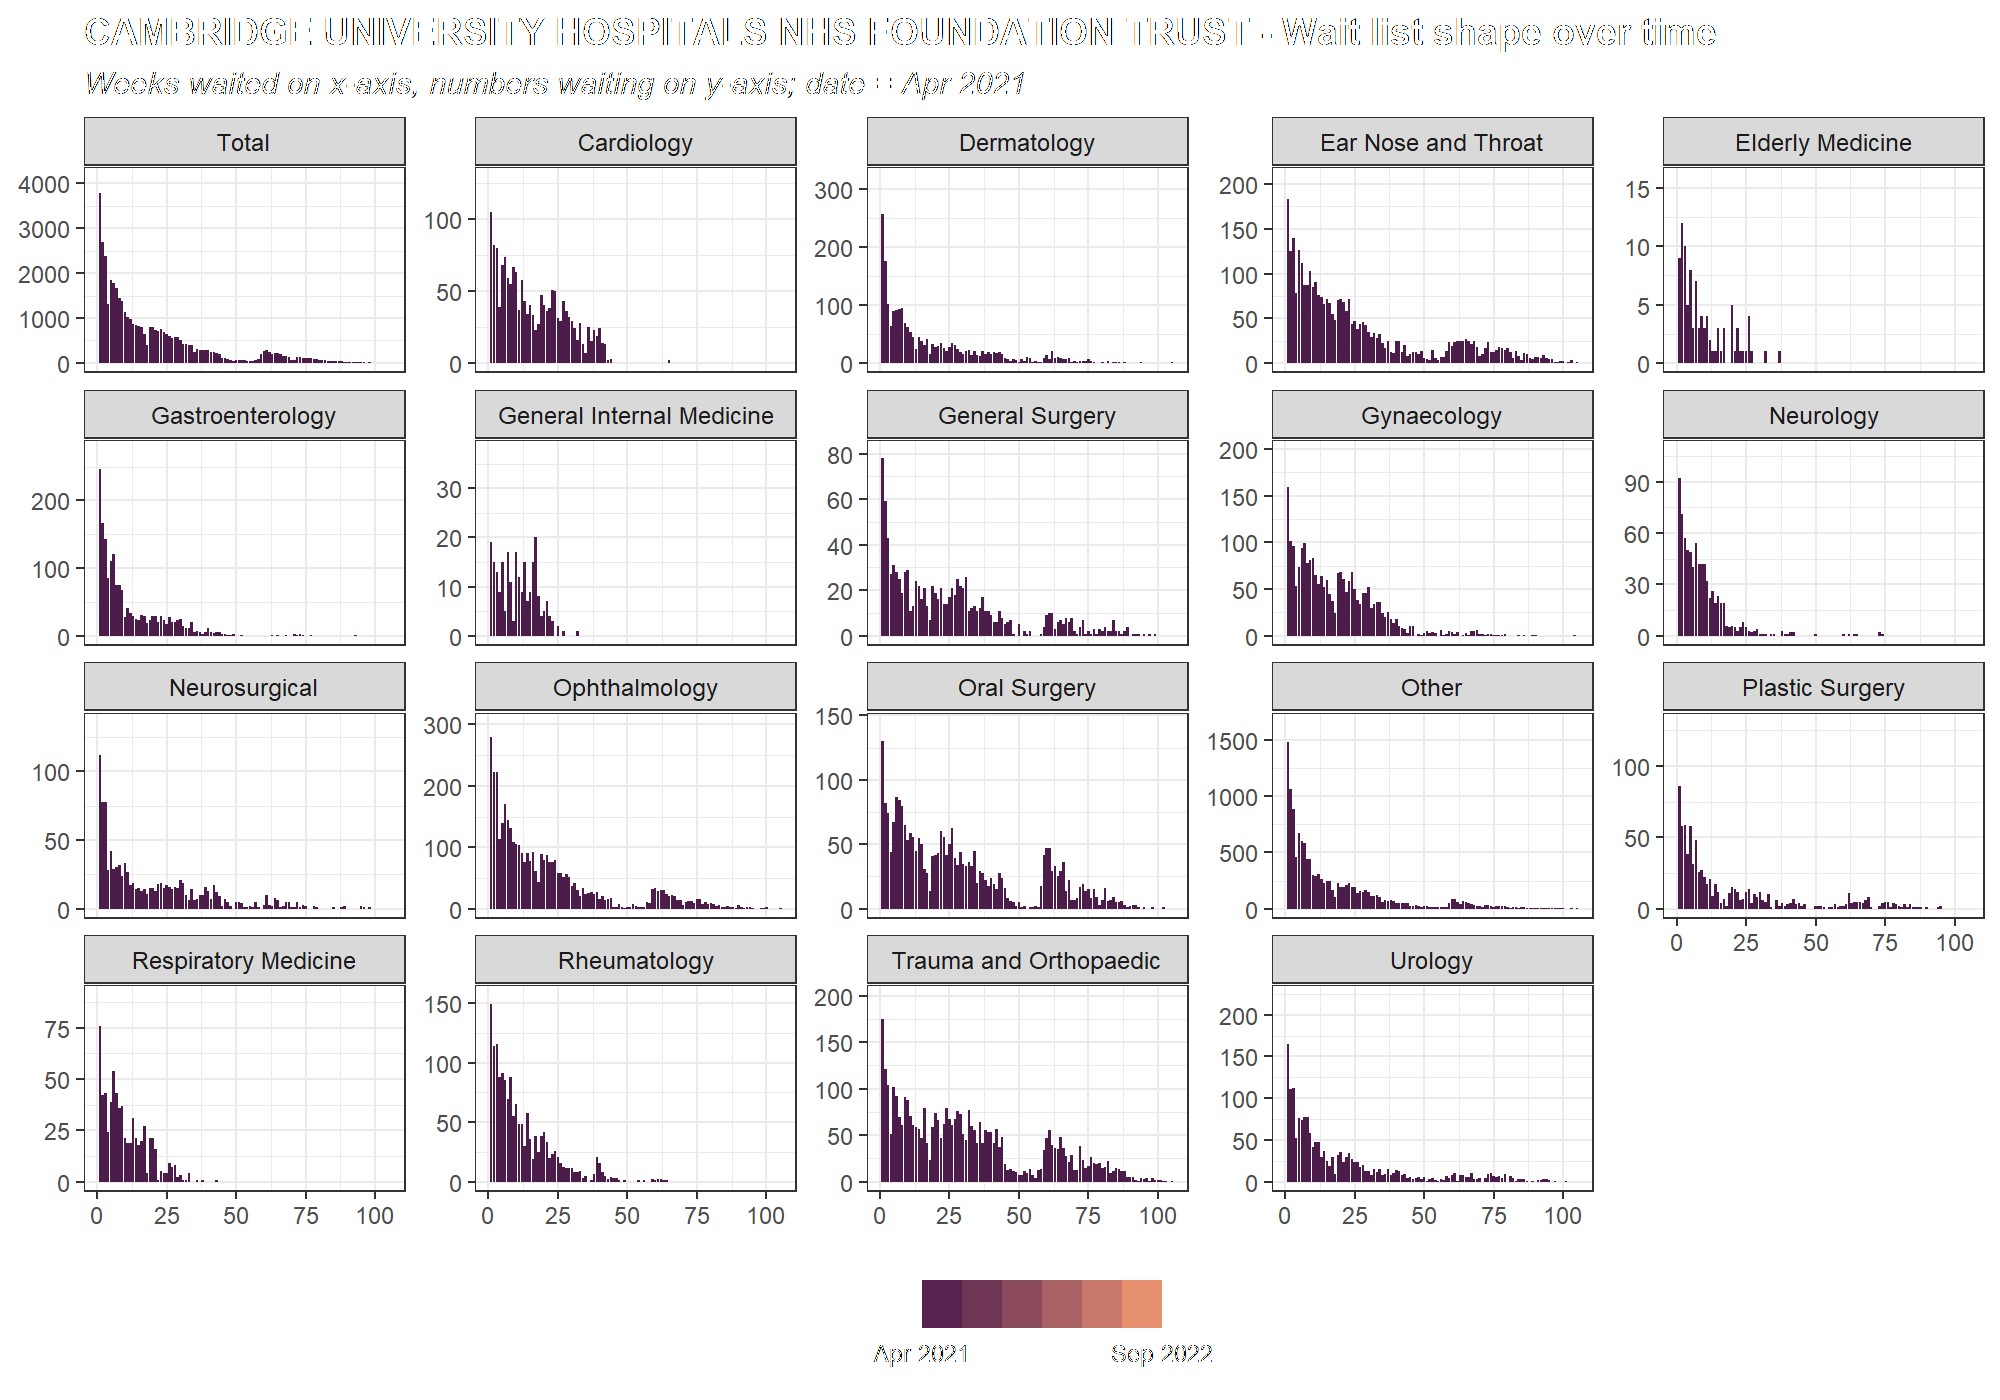 CAMBRIDGE UNIVERSITY HOSPITALS NHS FOUNDATION TRUST - Wait list shape over time
Weeks waited on x-axis, numbers waiting on y-axis; date = Apr 2021
Total Cardiology Dermatology Ear Nose and Throat Elderly Medicine
4000 3000 2000 1000 0
100 50 0
300 200 100 0
200 150 100 50 0
15 10 5 0
Gastroenterology General Internal Medicine General Surgery Gynaecology Neurology
200 100 0
30 20 10 0
80 60 40 20 0
200 150 100 50 0
90 60 30 0
Neurosurgical Ophthalmology Oral Surgery Other Plastic Surgery
100 50 0
300 200 100 0
150 100 50 0
1500 1000 500 0
100 50 0
0 25 50 75 100
Respiratory Medicine Rheumatology Trauma and Orthopaedic Urology
75 50 25 0
150 100 50 0
200 150 100 50 0
200 150 100 50 0
0 25 50 75 100 0 25 50 75 100 0 25 50 75 100 0 25 50 75 100
Apr 2021 Sep 2022